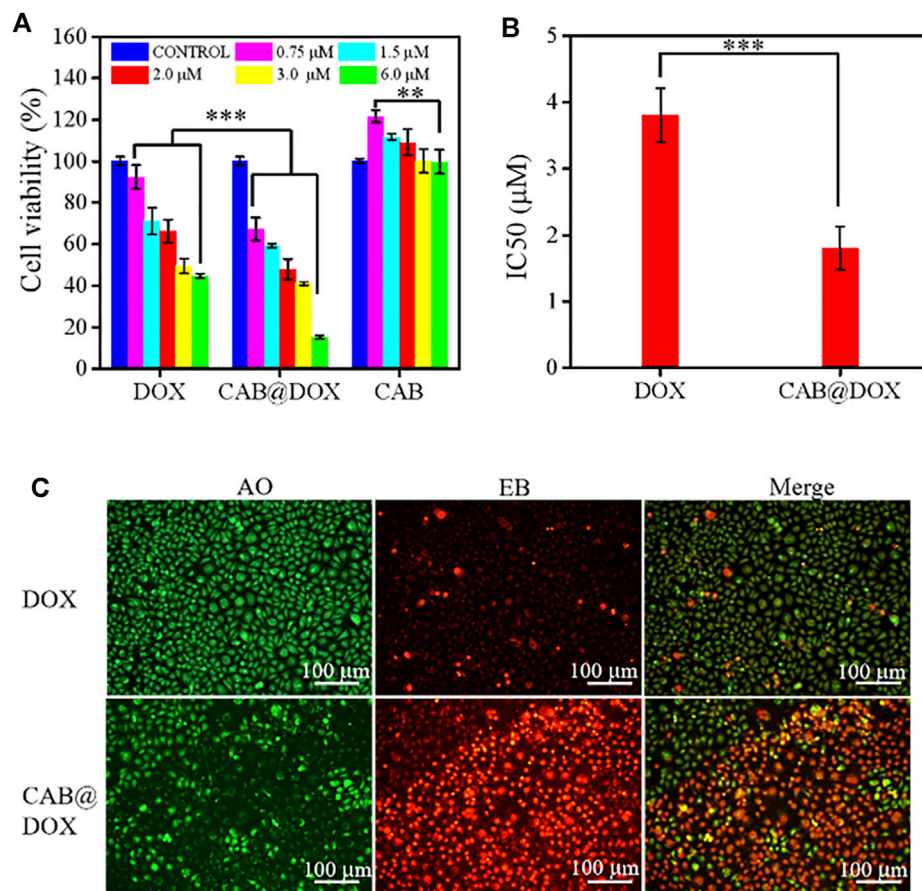 A
160
140
120
100
80
60
40
20
0
Cell viability (%)
CONTROL 0.75 µM 1.5 µM
2.0 µM 3.0 µM 6.0 µM
***
**
DOX CAB@DOX CAB
B
5
4
3
2
1
0
IC50 (µM)
***
DOX CAB@DOX
C
AO EB Merge
DOX
100 µm 100 µm 100 µm
CAB@
DOX
100 µm 100 µm 100 µm